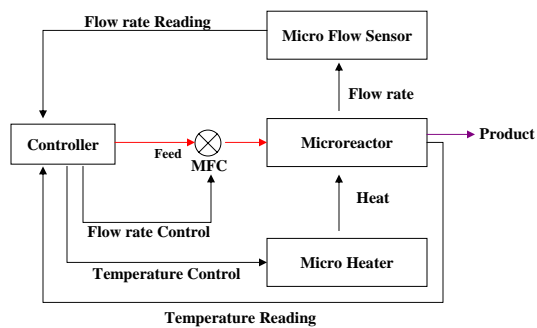 Flow rate Reading
Micro Flow Sensor
Flow rate
Controller
Feed
MFC
Microreactor
Product
Heat
Flow rate Control
Temperature Control
Micro Heater
Temperature Reading